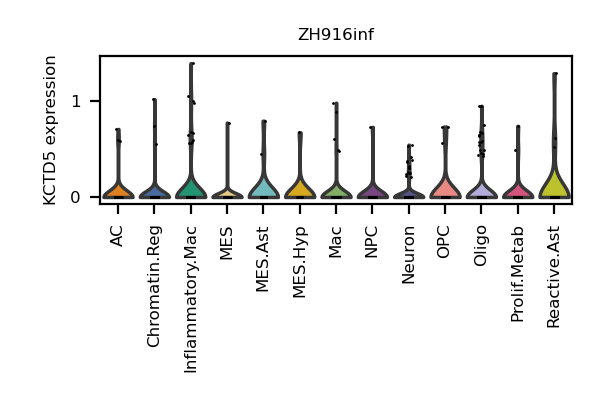 ZH916inf
KCTD5 expression
1
0
AC
Chromatin.Reg
Inflammatory.Mac
MES
MES.Ast
MES.Hyp
Mac
NPC
Neuron
OPC
Oligo
Prolif.Metab
Reactive.Ast